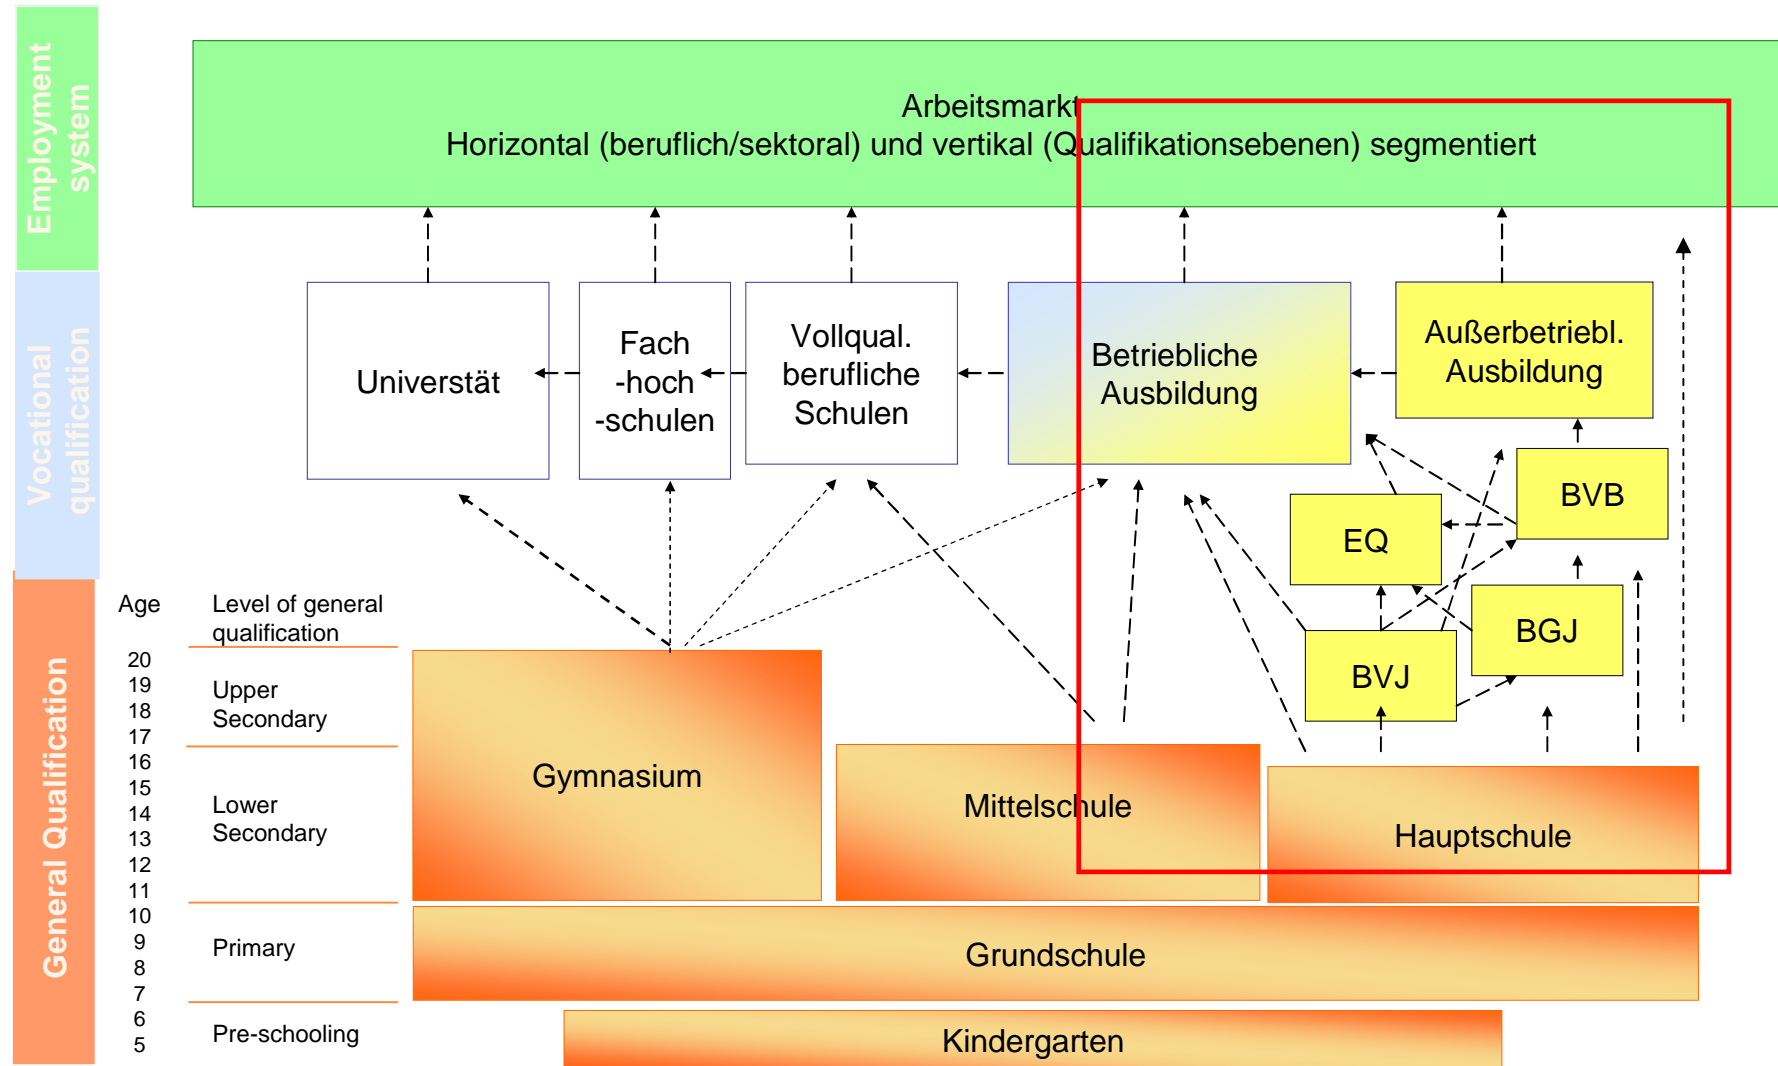 Employment
system
Arbeitsmarkt
Horizontal (beruflich/sektoral) und vertikal (Qualifikationsebenen) segmentiert
Vocational
qualification
Universtät
Fach
-hoch
-schulen
Vollqual.
berufliche
Schulen
Betriebliche
Ausbildung
Außerbetriebl.
Ausbildung
BVB
EQ
BGJ
BVJ
General Qualification
Age
Level of general
qualification
20
19
18
17
16
15
14
13
12
11
10
9
8
7
6
5
Upper
Secondary
Lower
Secondary
Primary
Pre-schooling
Gymnasium
Mittelschule
Hauptschule
Grundschule
Kindergarten